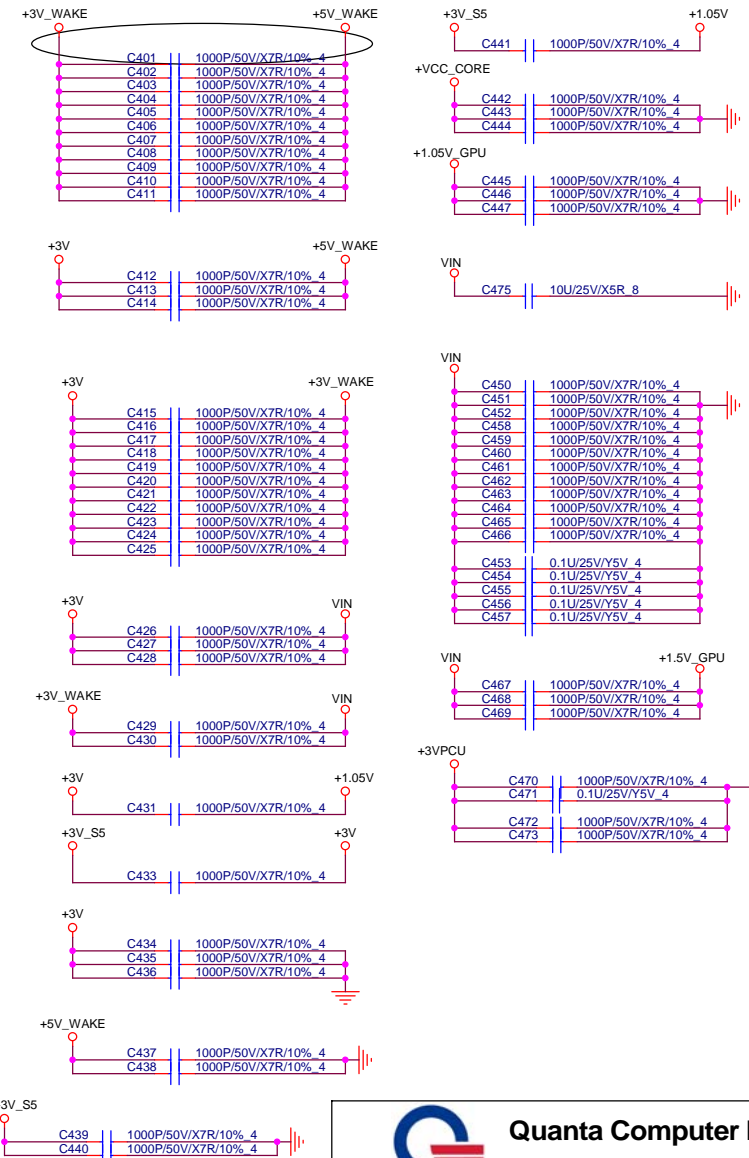 +3V_WAKE +5V_WAKE
C401 1000P/50V/X7R/10%_4
C402 1000P/50V/X7R/10%_4
C403 1000P/50V/X7R/10%_4
C404 1000P/50V/X7R/10%_4
C405 1000P/50V/X7R/10%_4
C406 1000P/50V/X7R/10%_4
C407 1000P/50V/X7R/10%_4
C408 1000P/50V/X7R/10%_4
C409 1000P/50V/X7R/10%_4
C410 1000P/50V/X7R/10%_4
C411 1000P/50V/X7R/10%_4
+3V +5V_WAKE
C412 1000P/50V/X7R/10%_4
C413 1000P/50V/X7R/10%_4
C414 1000P/50V/X7R/10%_4
+3V +3V_WAKE
C415 1000P/50V/X7R/10%_4
C416 1000P/50V/X7R/10%_4
C417 1000P/50V/X7R/10%_4
C418 1000P/50V/X7R/10%_4
C419 1000P/50V/X7R/10%_4
C420 1000P/50V/X7R/10%_4
C421 1000P/50V/X7R/10%_4
C422 1000P/50V/X7R/10%_4
C423 1000P/50V/X7R/10%_4
C424 1000P/50V/X7R/10%_4
C425 1000P/50V/X7R/10%_4
+3V VIN
C426 1000P/50V/X7R/10%_4
C427 1000P/50V/X7R/10%_4
C428 1000P/50V/X7R/10%_4
+3V_WAKE VIN
C429 1000P/50V/X7R/10%_4
C430 1000P/50V/X7R/10%_4
+3V +1.05V
C431 1000P/50V/X7R/10%_4
+3V_S5 +3V
C433 1000P/50V/X7R/10%_4
+3V
C434 1000P/50V/X7R/10%_4
C435 1000P/50V/X7R/10%_4
C436 1000P/50V/X7R/10%_4
+5V_WAKE
C437 1000P/50V/X7R/10%_4
C438 1000P/50V/X7R/10%_4
3V_S5
C439 1000P/50V/X7R/10%_4
C440 1000P/50V/X7R/10%_4
+3V_S5 +1.05V
C441 1000P/50V/X7R/10%_4
+VCC_CORE
C442 1000P/50V/X7R/10%_4
C443 1000P/50V/X7R/10%_4
C444 1000P/50V/X7R/10%_4
+1.05V_GPU
C445 1000P/50V/X7R/10%_4
C446 1000P/50V/X7R/10%_4
C447 1000P/50V/X7R/10%_4
VIN
C475 10U/25V/X5R_8
VIN
C450 1000P/50V/X7R/10%_4
C451 1000P/50V/X7R/10%_4
C452 1000P/50V/X7R/10%_4
C458 1000P/50V/X7R/10%_4
C459 1000P/50V/X7R/10%_4
C460 1000P/50V/X7R/10%_4
C461 1000P/50V/X7R/10%_4
C462 1000P/50V/X7R/10%_4
C463 1000P/50V/X7R/10%_4
C464 1000P/50V/X7R/10%_4
C465 1000P/50V/X7R/10%_4
C466 1000P/50V/X7R/10%_4
C453 0.1U/25V/Y5V_4
C454 0.1U/25V/Y5V_4
C455 0.1U/25V/Y5V_4
C456 0.1U/25V/Y5V_4
C457 0.1U/25V/Y5V_4
VIN +1.5V_GPU
C467 1000P/50V/X7R/10%_4
C468 1000P/50V/X7R/10%_4
C469 1000P/50V/X7R/10%_4
+3VPCU
C470 1000P/50V/X7R/10%_4
C471 0.1U/25V/Y5V_4
C472 1000P/50V/X7R/10%_4
C473 1000P/50V/X7R/10%_4
Quanta Computer